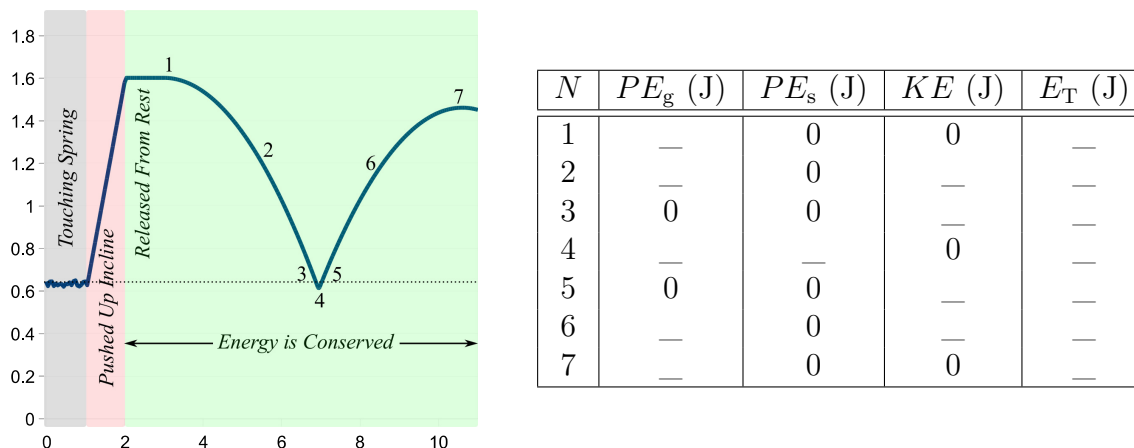 1.8
1.6
1.4
1.2
1
0.8
0.6
0.4
0.2
0
0 2 4 6 8 10
Touching Spring
Pushed Up Incline
Released From Rest
1
2
3
4
5
6
7
Energy is Conserved
N PE_g (J) PE_s (J) KE (J) E_T (J)
1 _ 0 0 _
2 _ 0 _ _
3 0 0 _ _
4 _ _ 0 _
5 0 0 _ _
6 _ 0 _ _
7 _ 0 0 _